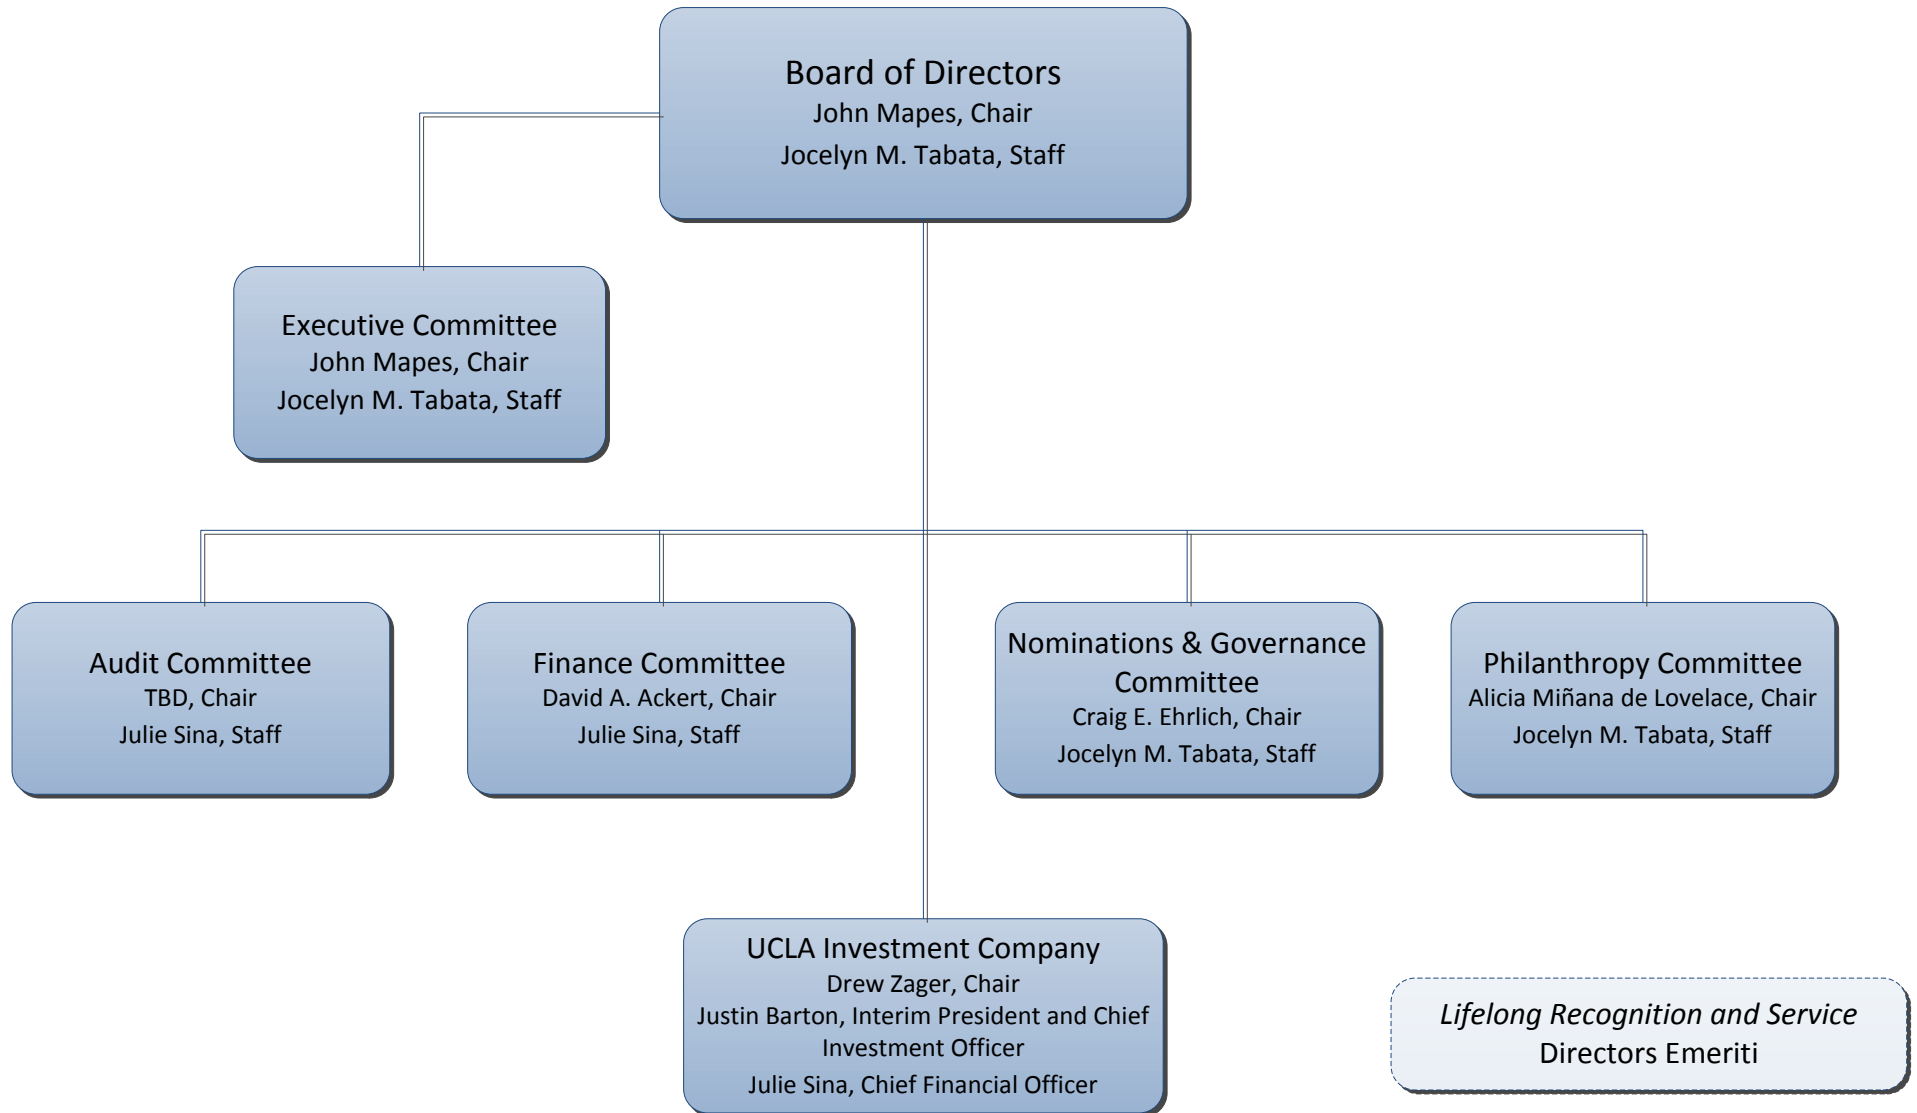 Board of Directors
John Mapes, Chair
Jocelyn M. Tabata, Staff
Executive Committee
John Mapes, Chair
Jocelyn M. Tabata, Staff
Audit Committee
TBD, Chair
Julie Sina, Staff
Finance Committee
David A. Ackert, Chair
Julie Sina, Staff
Nominations & Governance
Committee
Craig E. Ehrlich, Chair
Jocelyn M. Tabata, Staff
Philanthropy Committee
Alicia Miñana de Lovelace, Chair
Jocelyn M. Tabata, Staff
UCLA Investment Company
Drew Zager, Chair
Justin Barton, Interim President and Chief
Investment Officer
Julie Sina, Chief Financial Officer
Lifelong Recognition and Service
Directors Emeriti